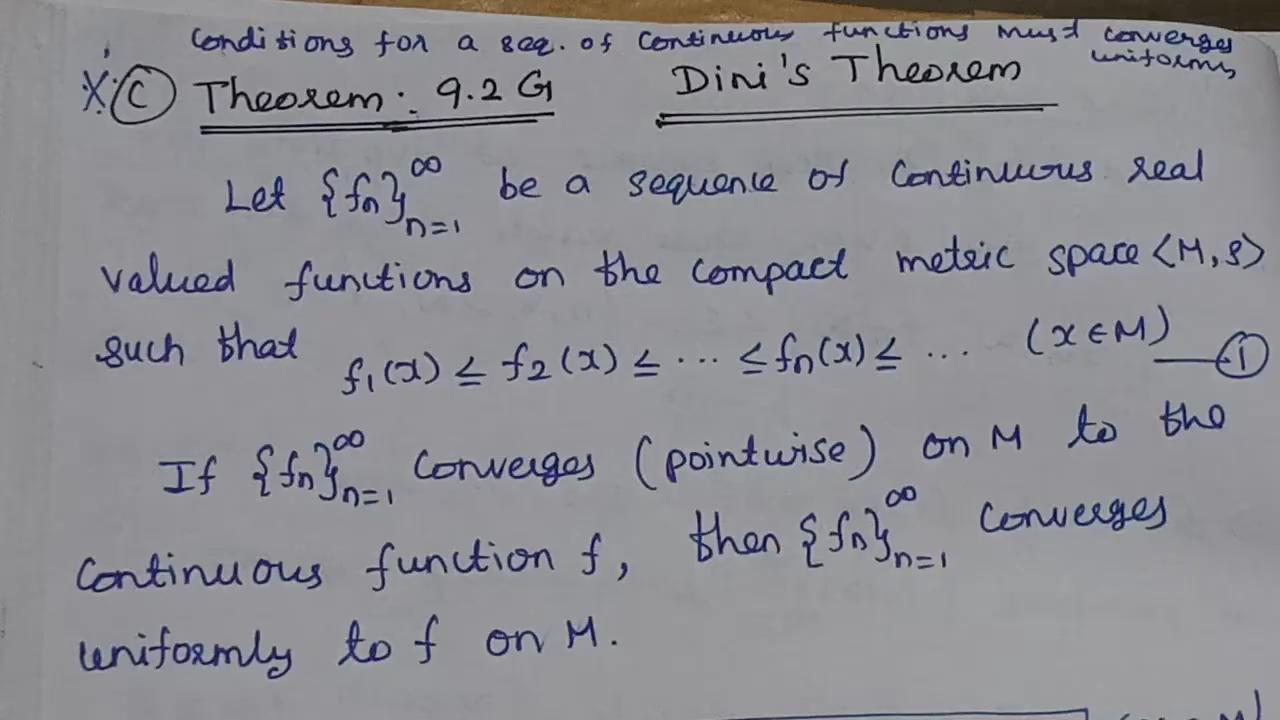 Conditions for a seq. of Continuous functions must converges uniformly
X: (C) Theorem: 9.2 G Dini's Theorem
Let {fn}∞n=1 be a sequence of Continuous real
valued functions on the compact metric space <M, ρ>
such that f1(x) ≤ f2(x) ≤ ... ≤ fn(x) ≤ ... (x ∈ M) — ①
If {fn}∞n=1 converges (pointwise) on M to the
Continuous function f, then {fn}∞n=1 converges
uniformly to f on M.